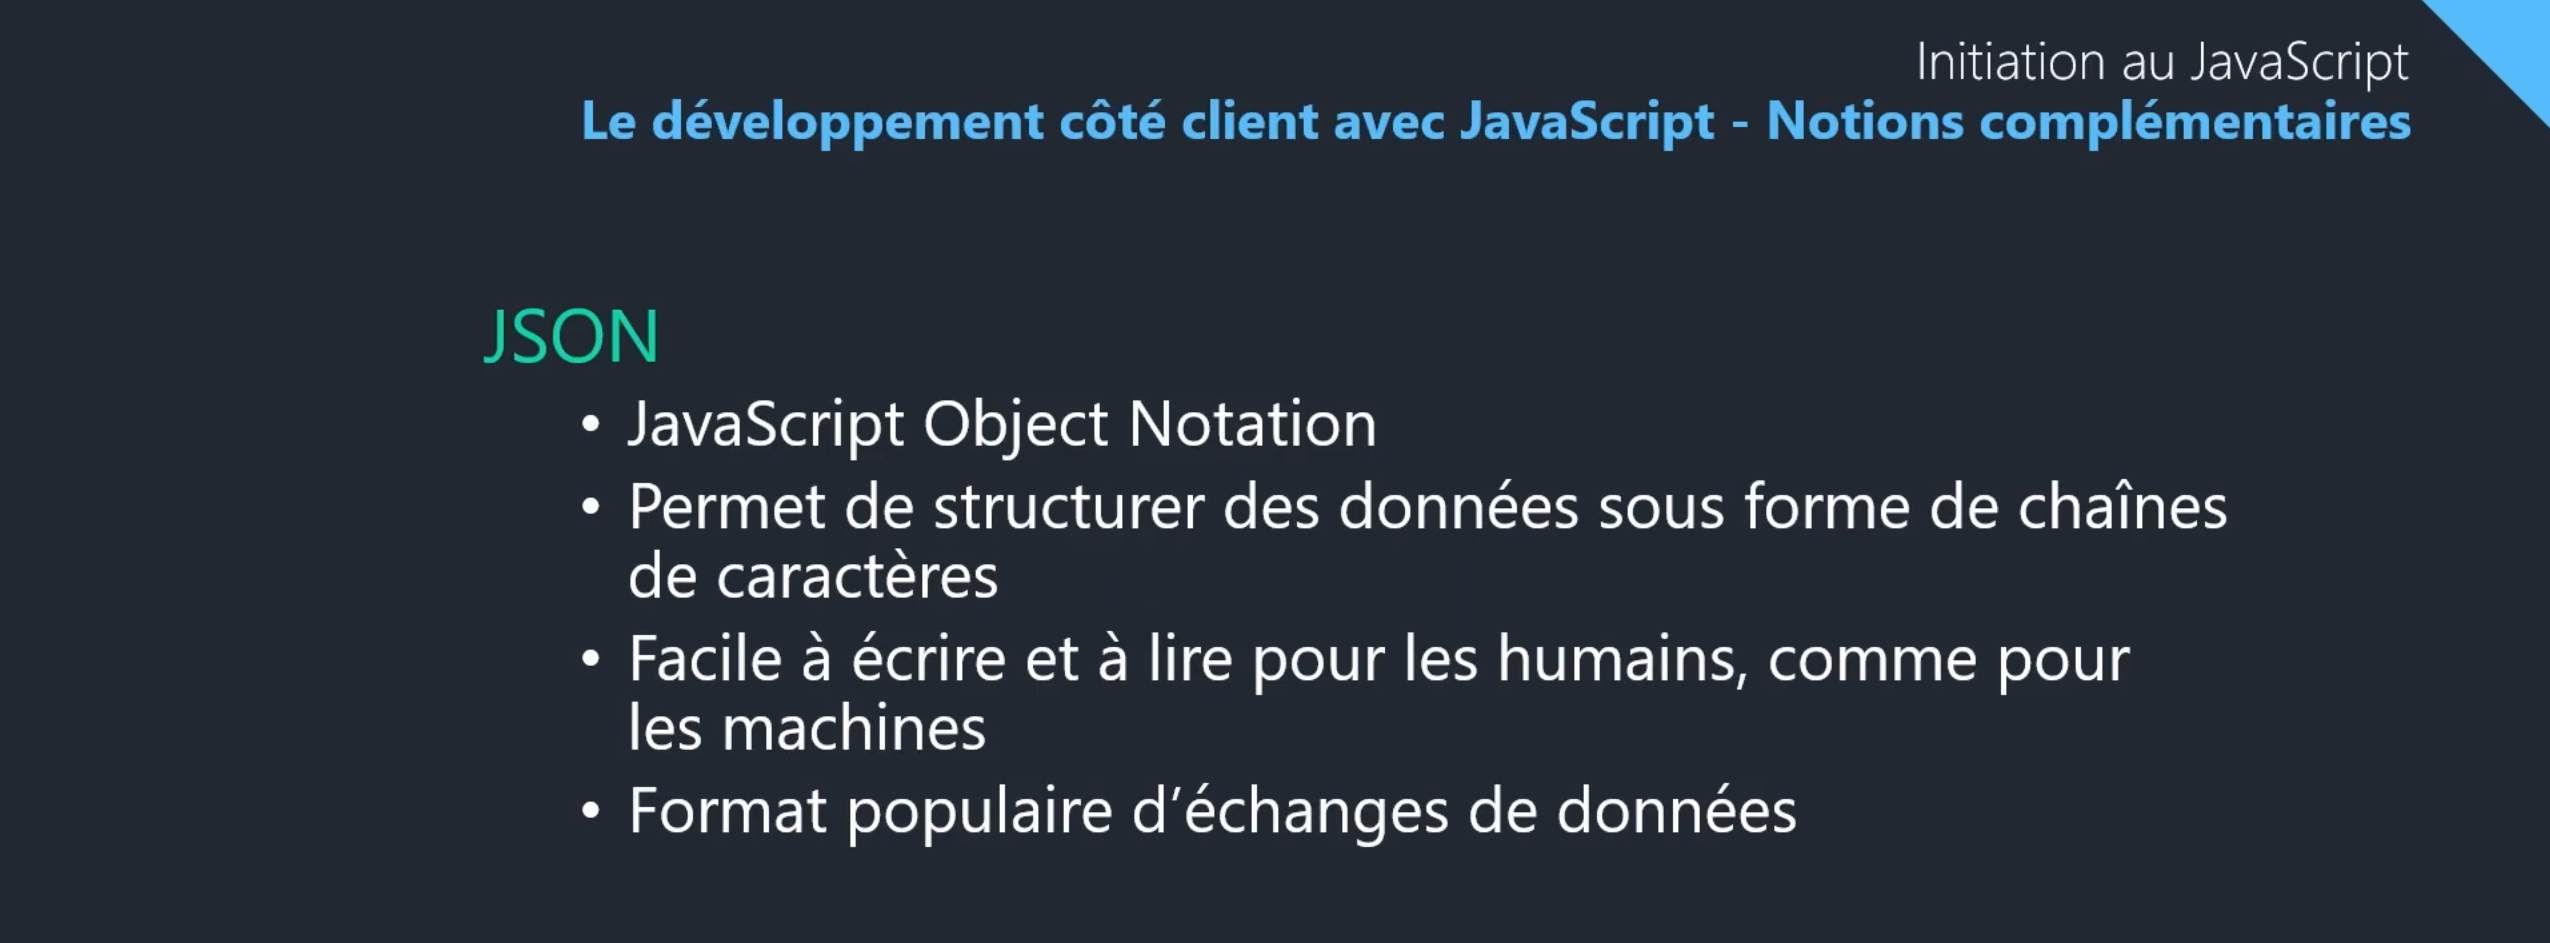 Initiation au JavaScript
Le développement côté client avec JavaScript - Notions complémentaires
JSON
• JavaScript Object Notation
• Permet de structurer des données sous forme de chaînes
de caractères
• Facile à écrire et à lire pour les humains, comme pour
les machines
• Format populaire d’échanges de données